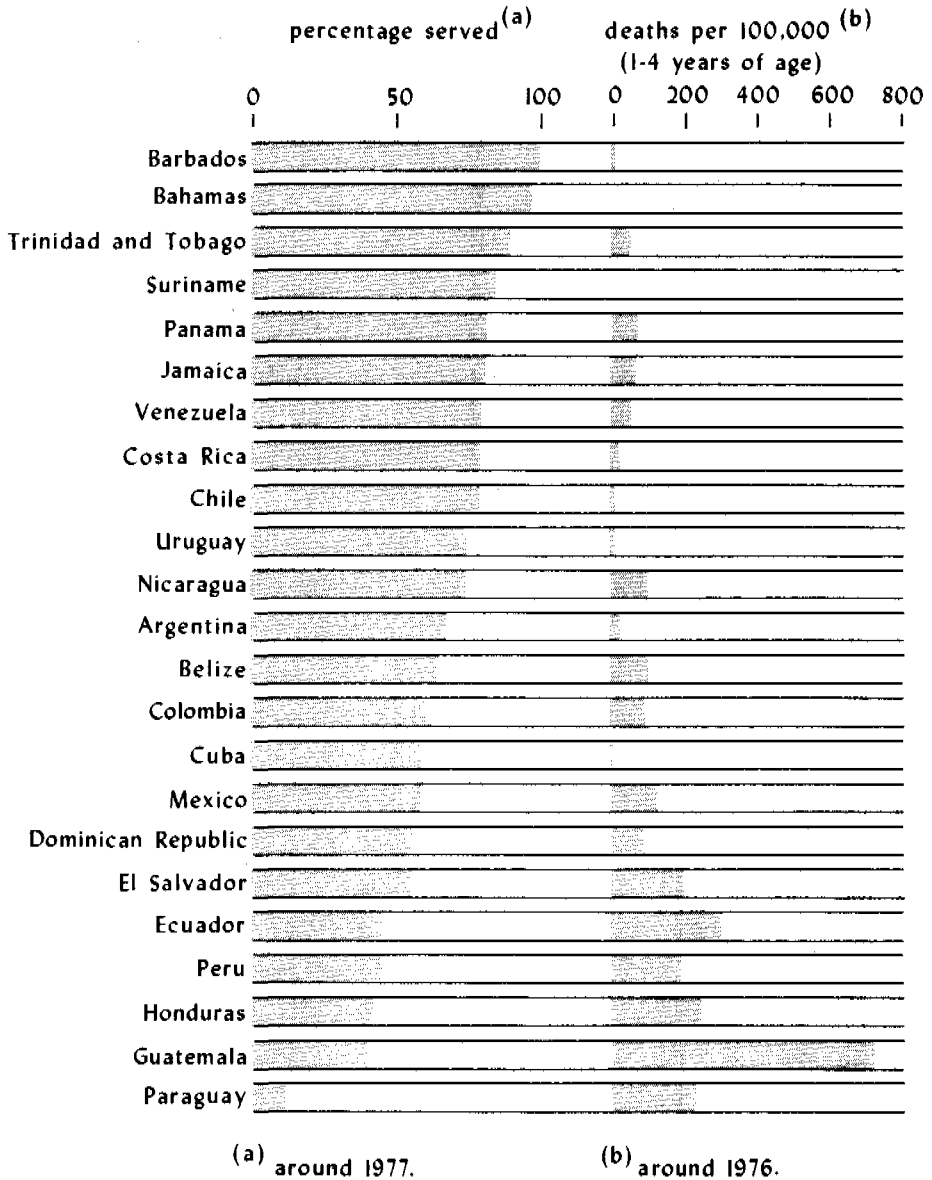 percentage served (a) deaths per 100,000 (b)
(1-4 years of age)
0 50 100 0 200 400 600 800
Barbados
Bahamas
Trinidad and Tobago
Suriname
Panama
Jamaica
Venezuela
Costa Rica
Chile
Uruguay
Nicaragua
Argentina
Belize
Colombia
Cuba
Mexico
Dominican Republic
El Salvador
Ecuador
Peru
Honduras
Guatemala
Paraguay
(a) around 1977. (b) around 1976.